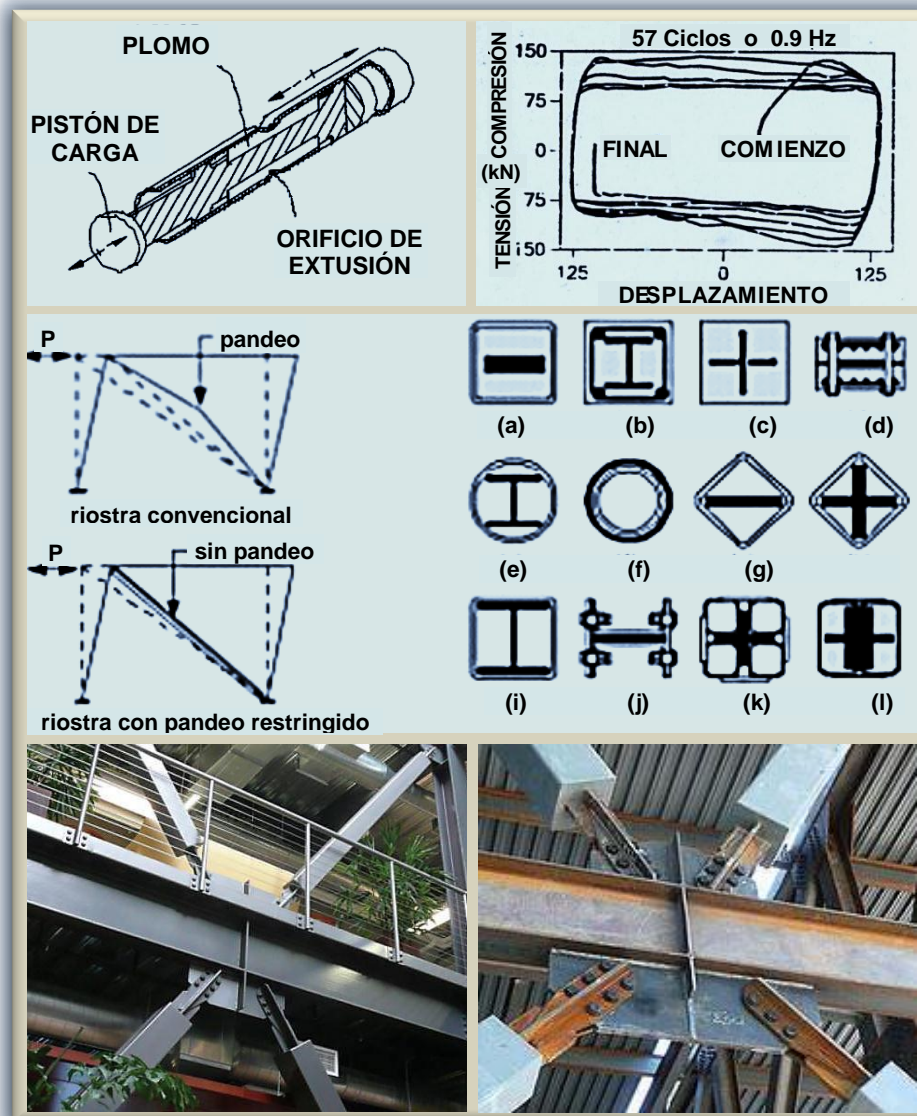 PLOMO
PISTÓN DE
CARGA
ORIFICIO DE
EXTUSIÓN
57 Ciclos o 0.9 Hz
TENSIÓN COMPRESIÓN
(kN)
150
75
0
75
150
FINAL
COMIENZO
125 0 125
DESPLAZAMIENTO
P
pandeo
riostra convencional
P
sin pandeo
riostra con pandeo restringido
(a) (b) (c) (d)
(e) (f) (g)
(i) (j) (k) (l)